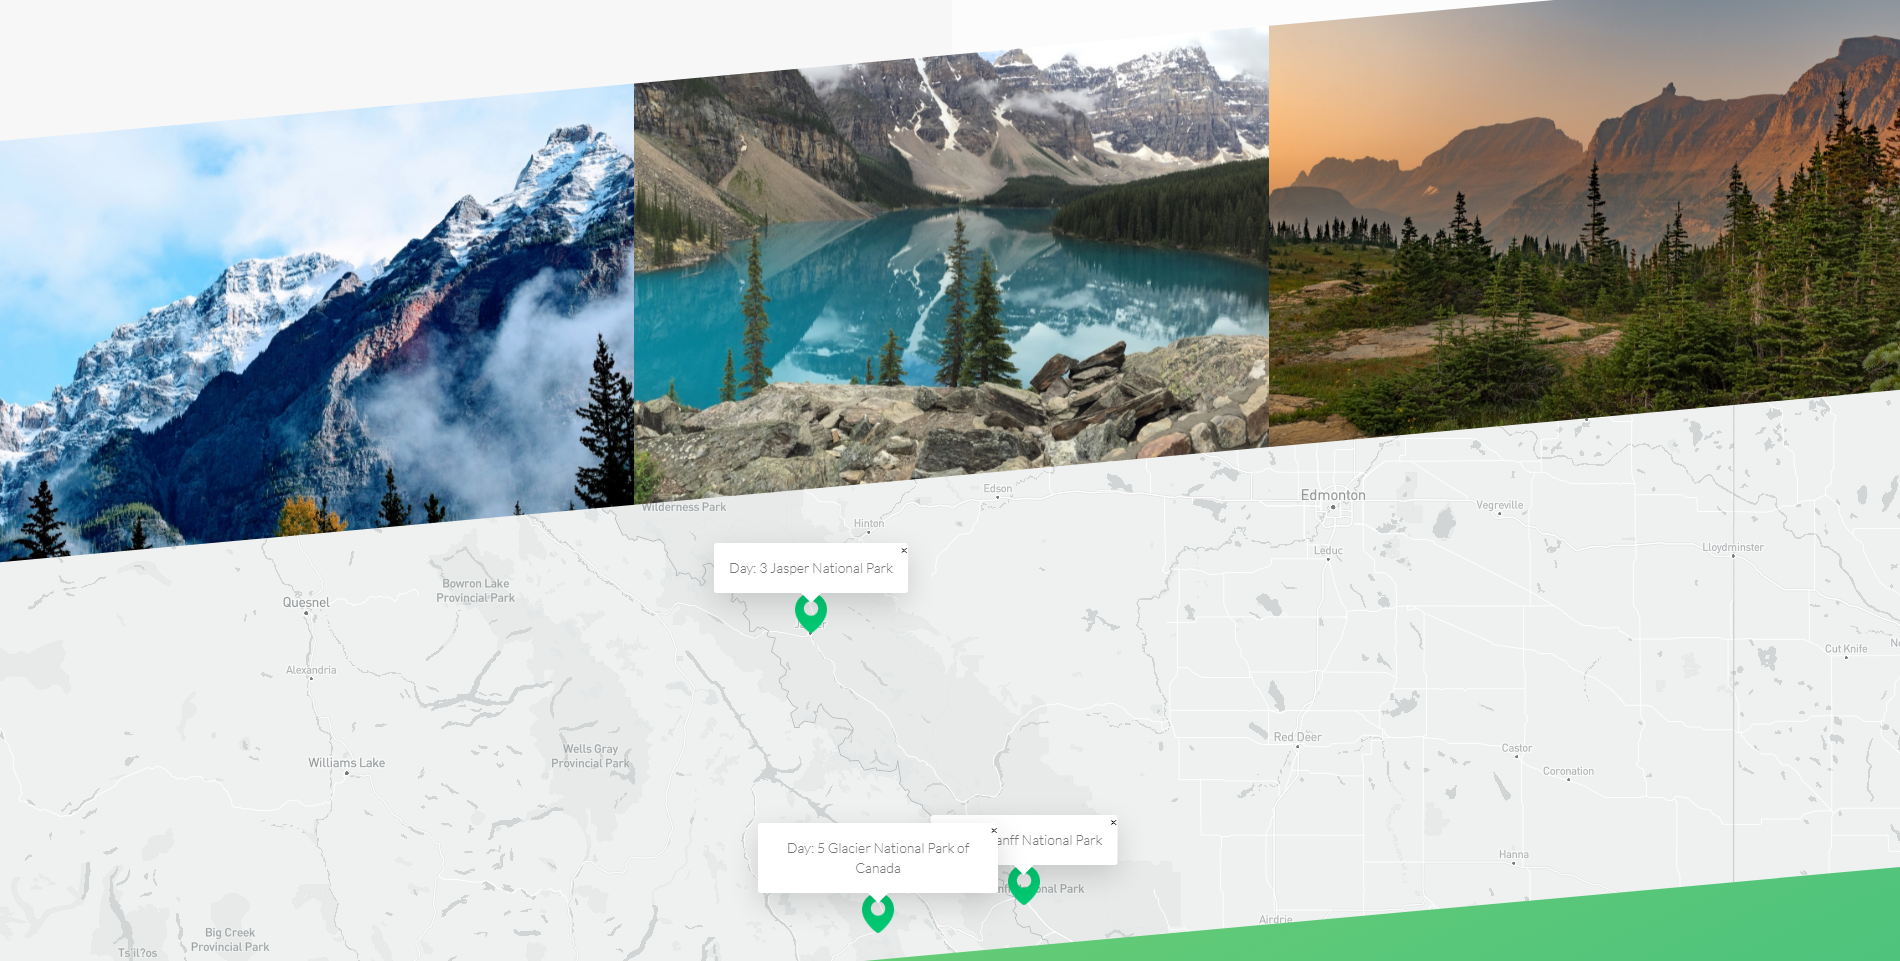 Wilderness Park
Edson
Edmonton
Vegreville
Hinton
Leduc
Lloydminster
×
Day: 3 Jasper National Park
Bowron Lake
Provincial Park
Quesnel
Cut Knife
Alexandria
Red Deer
Wells Gray
Provincial Park
Castor
Williams Lake
Coronation
×
×
anff National Park
Day: 5 Glacier National Park of
Canada
Hanna
onal Park
Airdrie
Big Creek
Provincial Park
Ts'il?os